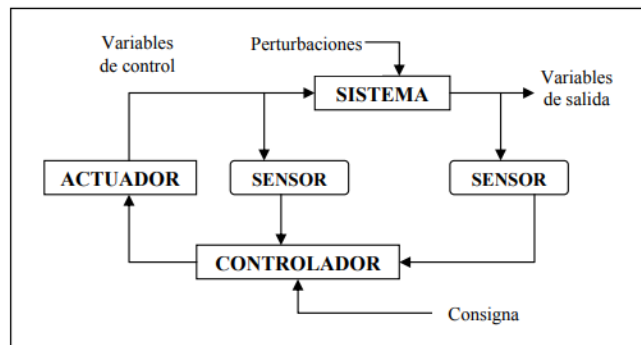 Variables
de control
Perturbaciones
SISTEMA
Variables
de salida
ACTUADOR
SENSOR
SENSOR
CONTROLADOR
Consigna